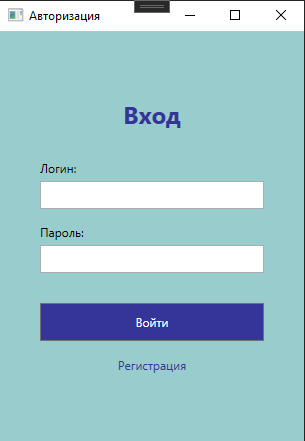 Авторизация
Вход
Логин:
Пароль:
Войти
Регистрация